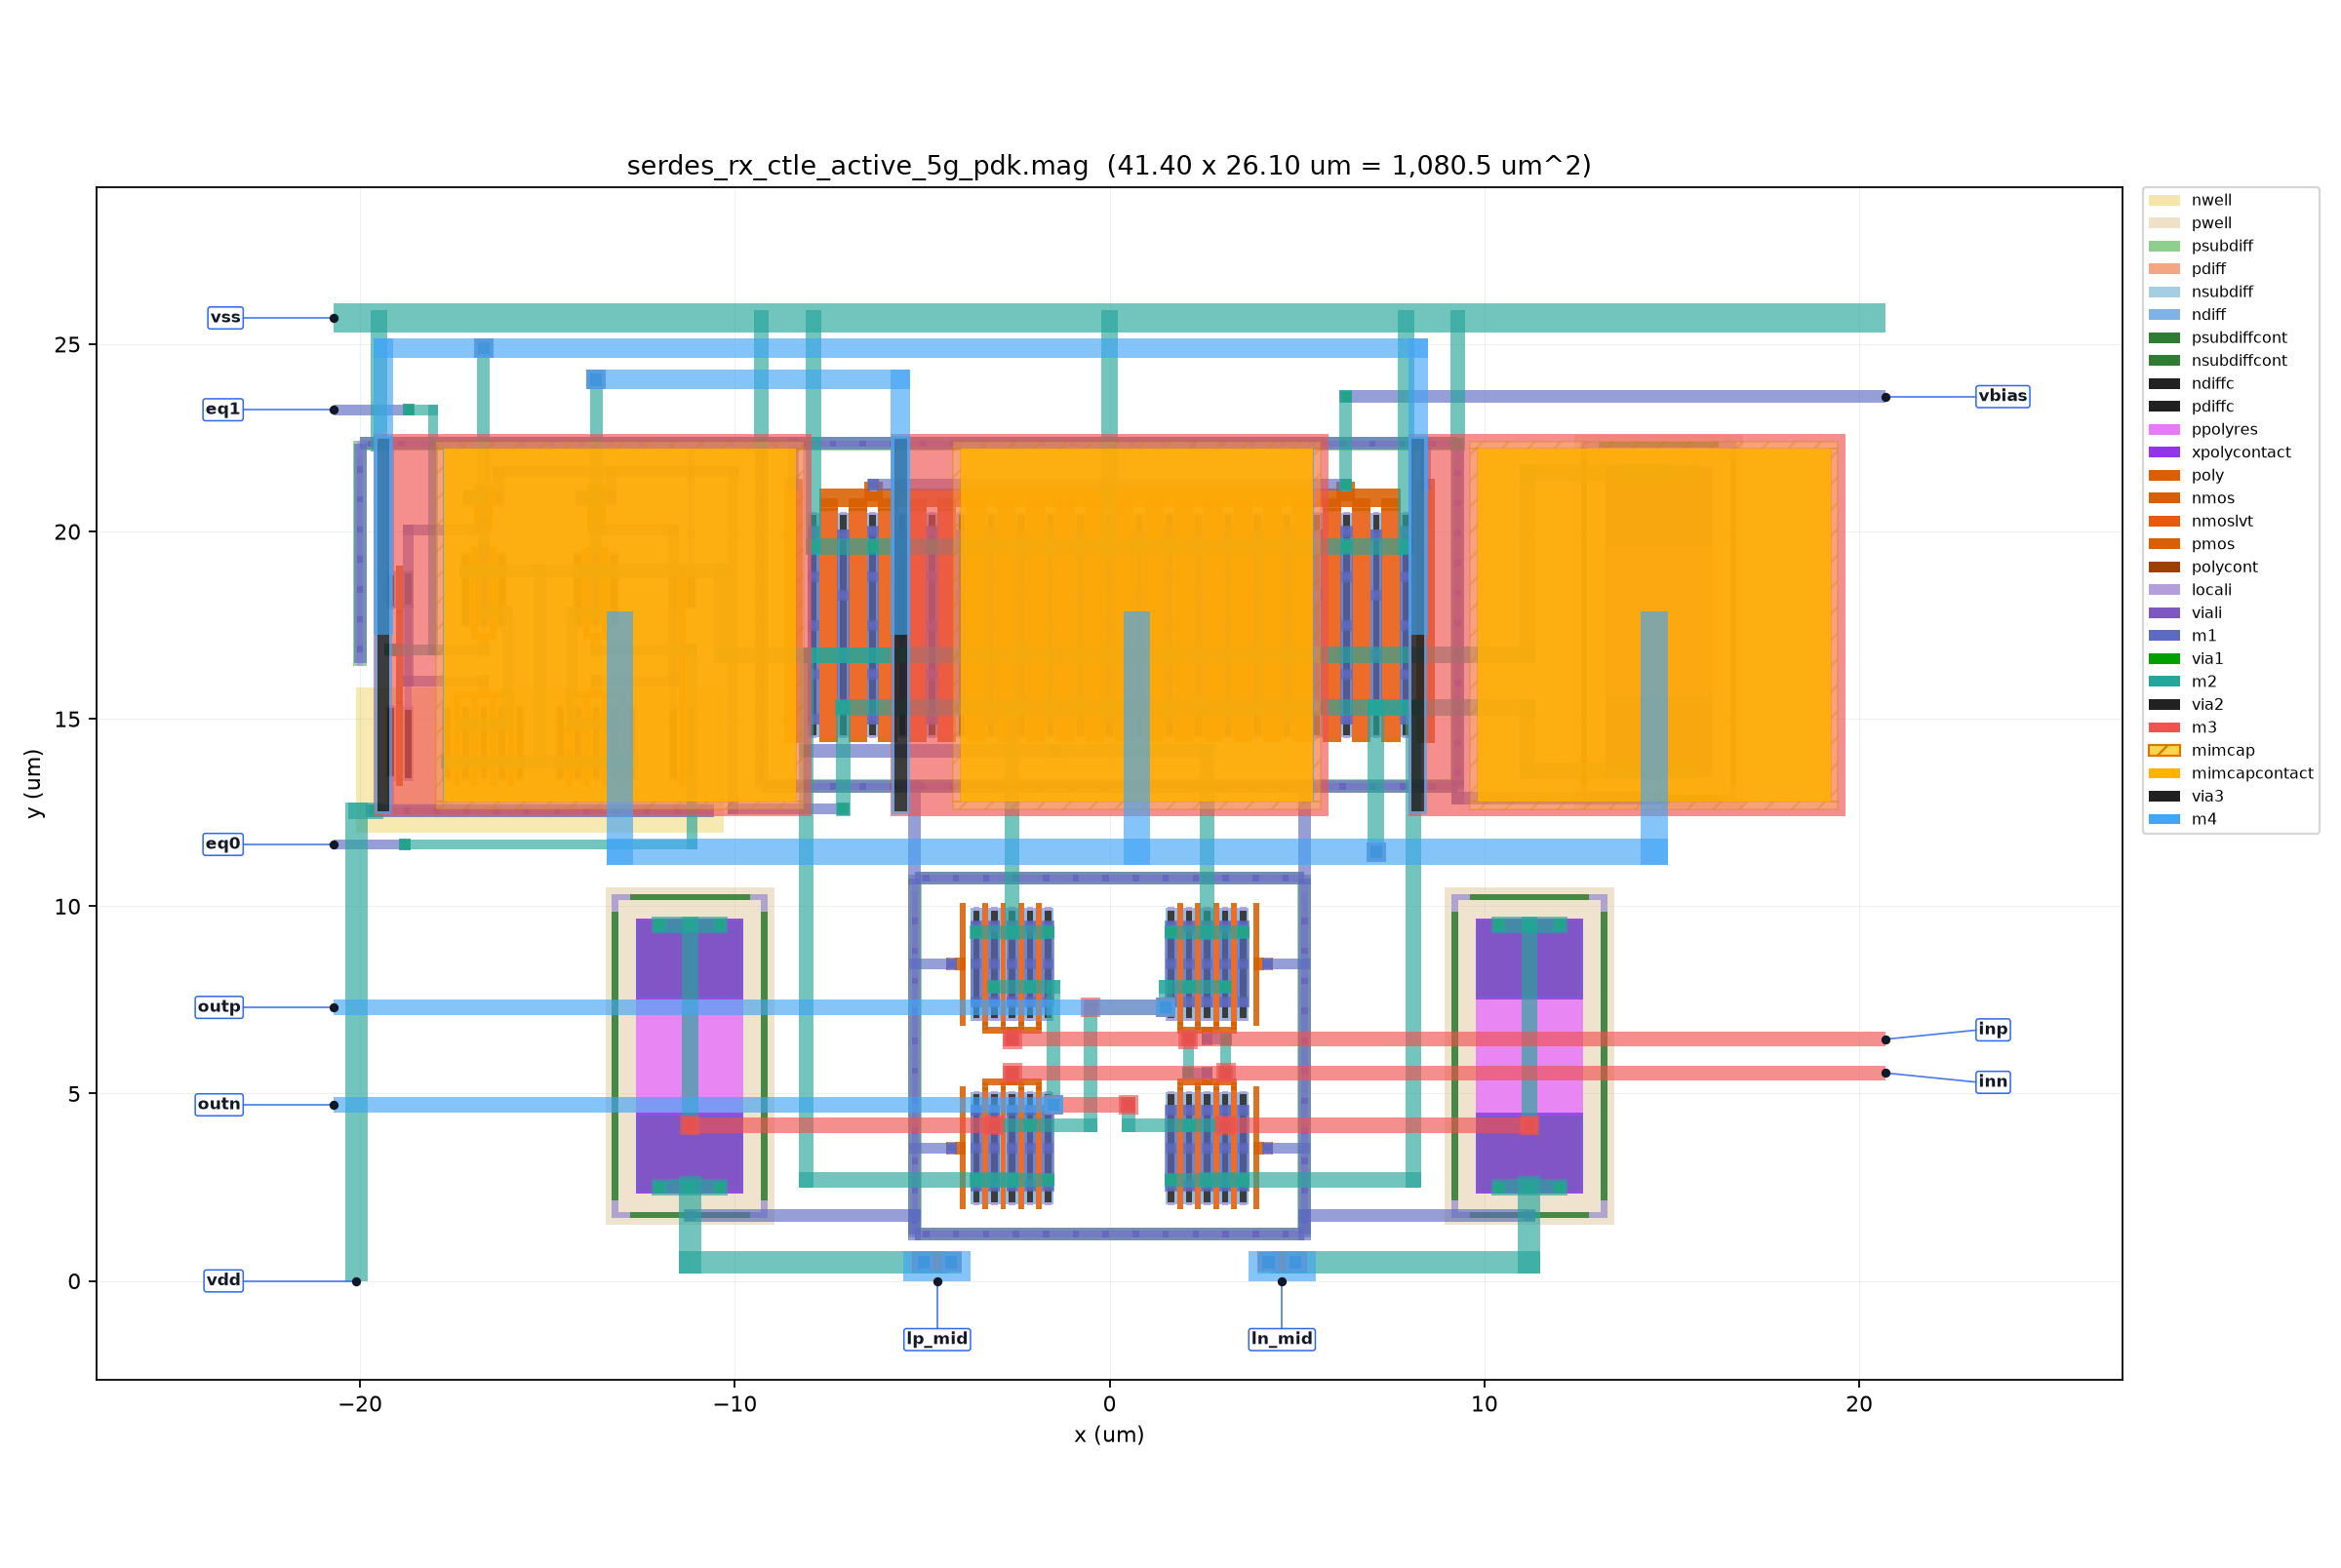 serdes_rx_ctle_active_5g_pdk.mag (41.40 x 26.10 um = 1,080.5 um^2)
nwell
pwell
psubdiff
pdiff
nsubdiff
ndiff
psubdiffcont
nsubdiffcont
ndiffc
pdiffc
ppolyres
xpolycontact
poly
nmos
nmoslvt
pmos
polycont
locali
viali
m1
via1
m2
via2
m3
mimcap
mimcapcontact
via3
m4
vss
eq1
vbias
eq0
outp
inp
inn
outn
vdd
lp_mid
ln_mid
25
20
15
10
5
0
y (um)
−20
−10
0
10
20
x (um)